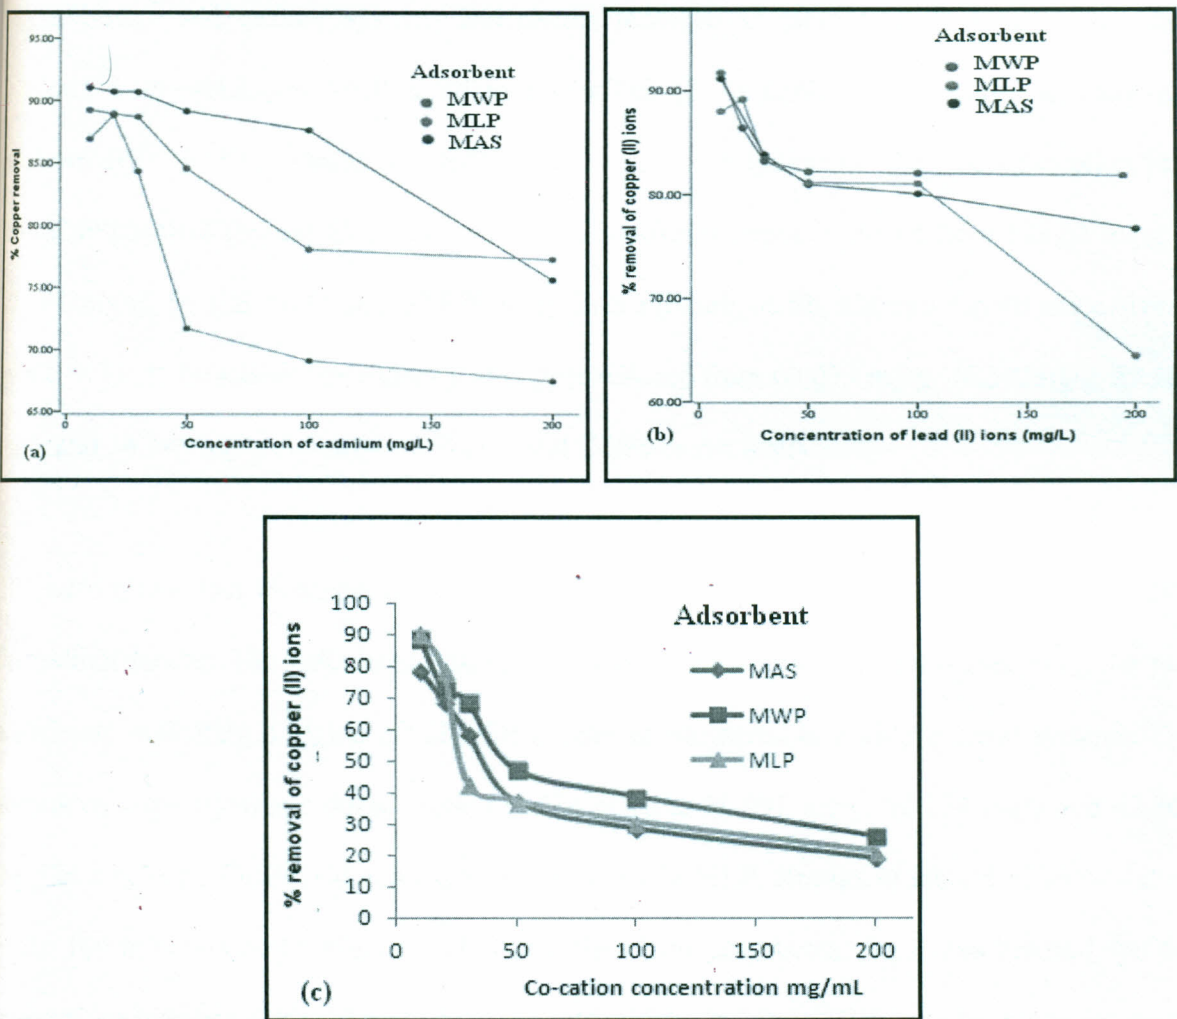 95.00
90.00
85.00
80.00
75.00
70.00
65.00
% Copper removal
Adsorbent
MWP
MLP
MAS
0 50 100 150 200
Concentration of cadmium (mg/L)
(a)
90.00
80.00
70.00
60.00
% removal of copper (II) ions
Adsorbent
MWP
MLP
MAS
0 50 100 150 200
Concentration of lead (II) ions (mg/L)
(b)
100
90
80
70
60
50
40
30
20
10
0
% removal of copper (II) ions
Adsorbent
MAS
MWP
MLP
0 50 100 150 200
Co-cation concentration mg/mL
(c)